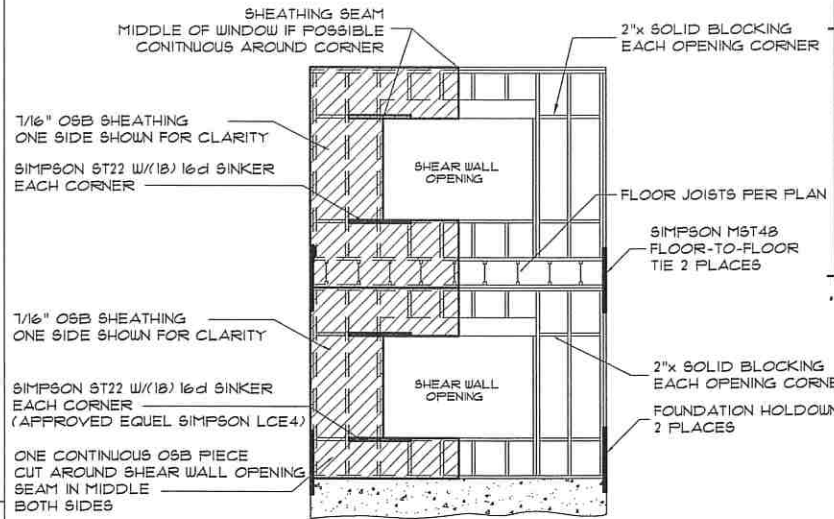 SHEATHING SEAM
MIDDLE OF WINDOW IF POSSIBLE
CONITNUOUS AROUND CORNER
2"x SOLID BLOCKING
EACH OPENING CORNER
7/16" OSB SHEATHING
ONE SIDE SHOWN FOR CLARITY
SIMPSON ST22 W/(18) 16d SINKER
EACH CORNER
SHEAR WALL
OPENING
FLOOR JOISTS PER PLAN
SIMPSON MST48
FLOOR-TO-FLOOR
TIE 2 PLACES
7/16" OSB SHEATHING
ONE SIDE SHOWN FOR CLARITY
SIMPSON ST22 W/(18) 16d SINKER
EACH CORNER
(APPROVED EQUEL SIMPSON LCE4)
SHEAR WALL
OPENING
2"x SOLID BLOCKING
EACH OPENING CORNE
FOUNDATION HOLDOWN
2 PLACES
ONE CONTINUOUS OSB PIECE
CUT AROUND SHEAR WALL OPENING
SEAM IN MIDDLE
BOTH SIDES